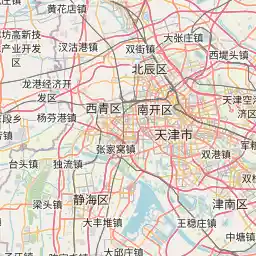 黄花店镇
大张庄镇
坊高新技
产业开发
区
汉沽港镇
双街镇
西堤头镇
北辰区
龙港经济开
发区
天津空
济区
杨芬港镇
西青区
南开区
天津市
张家窝镇
双港镇
台头镇
独流镇
梁头镇
静海区
津南区
大丰堆镇
王稳庄镇
中塘镇
大邱庄镇